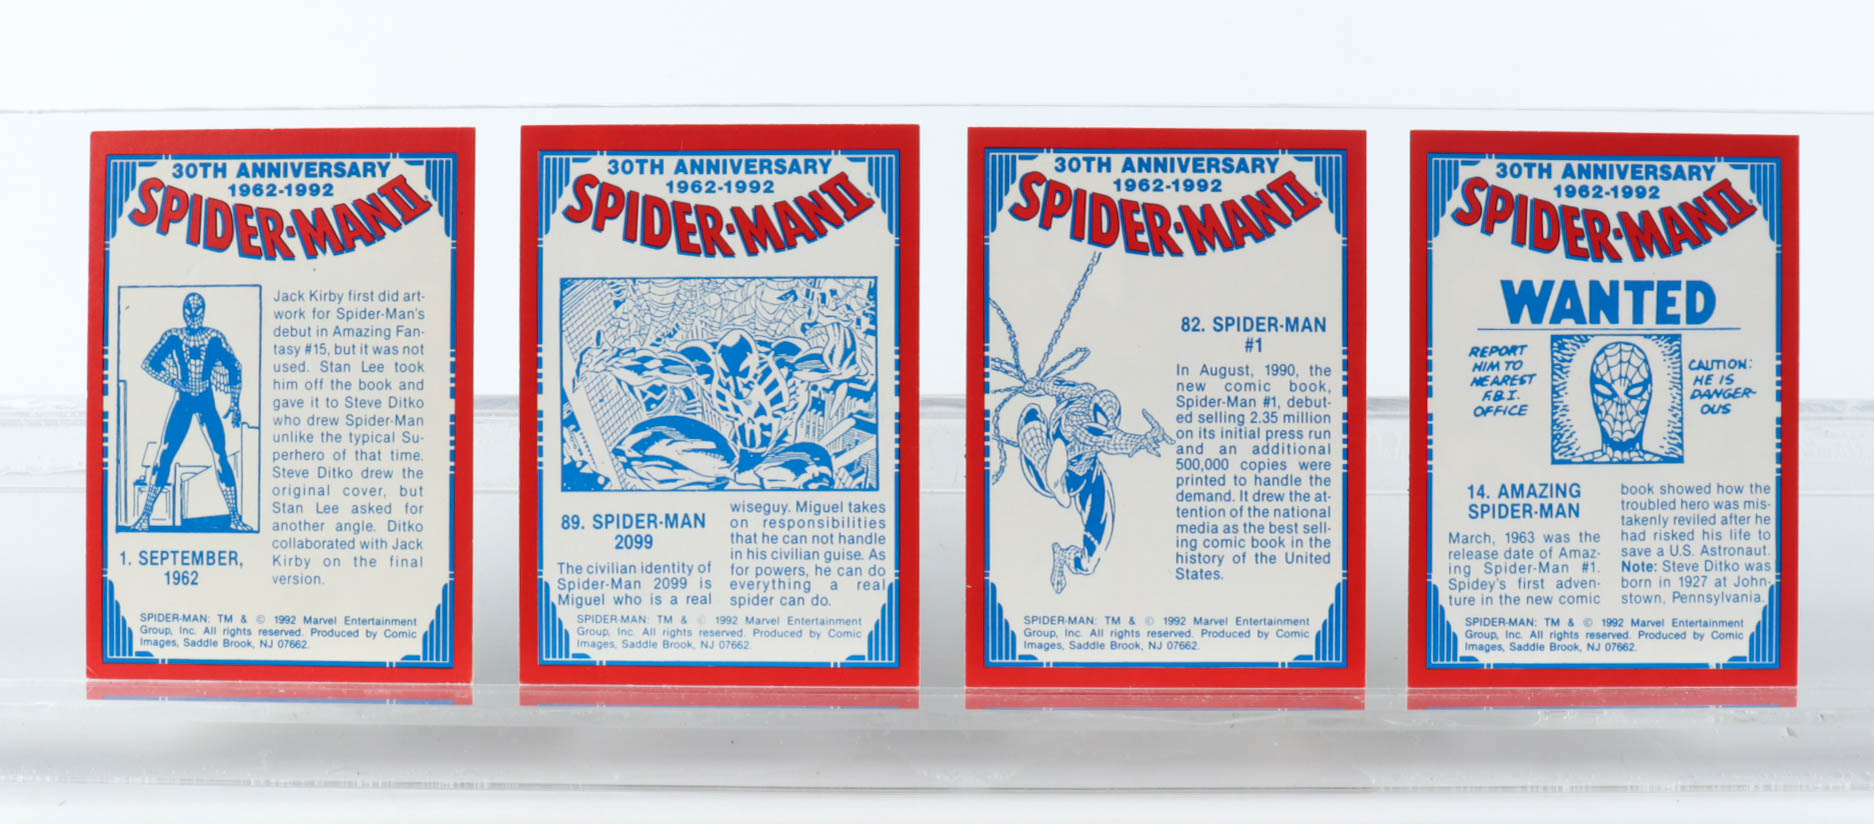 30TH ANNIVERSARY
1962-1992
SPIDER-MAN II
Jack Kirby first did art-
work for Spider-Man's
debut in Amazing Fan-
tasy #15, but it was not
used. Stan Lee took
him off the book and
gave it to Steve Ditko
who drew Spider-Man
unlike the typical Su-
perhero of that time.
Steve Ditko drew the
original cover, but
Stan Lee asked for
another angle. Ditko
collaborated with Jack
Kirby on the final
version.
1. SEPTEMBER,
1962
SPIDER-MAN: TM & © 1992 Marvel Entertainment
Group, Inc. All rights reserved. Produced by Comic
Images, Saddle Brook, NJ 07662.
30TH ANNIVERSARY
1962-1992
SPIDER-MAN II
89. SPIDER-MAN
2099
The civilian identity of
Spider-Man 2099 is
Miguel who is a real
wiseguy. Miguel takes
on responsibilities
that he can not handle
in his civilian guise. As
for powers, he can do
everything a real
spider can do.
SPIDER-MAN: TM & © 1992 Marvel Entertainment
Group, Inc. All rights reserved. Produced by Comic
Images, Saddle Brook, NJ 07662.
30TH ANNIVERSARY
1962-1992
SPIDER-MAN II
82. SPIDER-MAN
#1
In August, 1990, the
new comic book,
Spider-Man #1, debut-
ed selling 2.35 million
on its initial press run
and an additional
500,000 copies were
printed to handle the
demand. It drew the at-
tention of the national
media as the best sell-
ing comic book in the
history of the United
States.
SPIDER-MAN: TM & © 1992 Marvel Entertainment
Group, Inc. All rights reserved. Produced by Comic
Images, Saddle Brook, NJ 07662.
30TH ANNIVERSARY
1962-1992
SPIDER-MAN II
WANTED
REPORT
HIM TO
NEAREST
F.B.I.
OFFICE
CAUTION:
HE IS
DANGER-
OUS
14. AMAZING
SPIDER-MAN
March, 1963 was the
release date of Amaz-
ing Spider-Man #1.
Spidey's first adven-
ture in the new comic
book showed how the
troubled hero was mis-
takenly reviled after he
had risked his life to
save a U.S. Astronaut.
Note: Steve Ditko was
born in 1927 at John-
stown, Pennsylvania.
SPIDER-MAN: TM & © 1992 Marvel Entertainment
Group, Inc. All rights reserved. Produced by Comic
Images, Saddle Brook, NJ 07662.